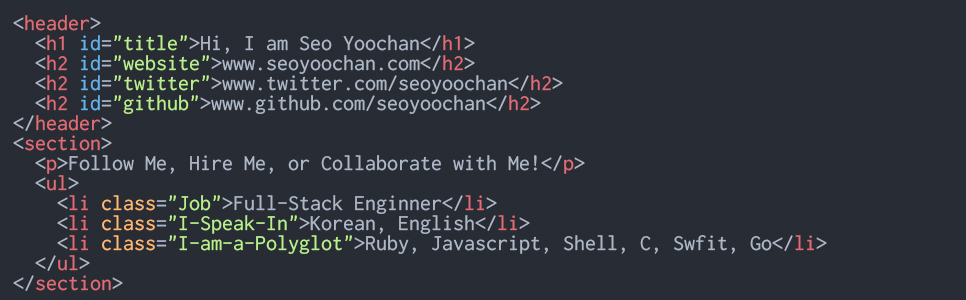 <header>
  <h1 id="title">Hi, I am Seo Yoochan</h1>
  <h2 id="website">www.seoyoochan.com</h2>
  <h2 id="twitter">www.twitter.com/seoyoochan</h2>
  <h2 id="github">www.github.com/seoyoochan</h2>
</header>
<section>
  <p>Follow Me, Hire Me, or Collaborate with Me!</p>
  <ul>
    <li class="Job">Full-Stack Enginner</li>
    <li class="I-Speak-In">Korean, English</li>
    <li class="I-am-a-Polyglot">Ruby, Javascript, Shell, C, Swfit, Go</li>
  </ul>
</section>